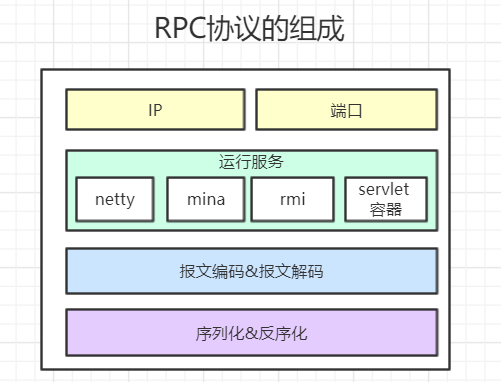 RPC协议的组成
IP
端口
运行服务
netty
mina
rmi
servlet
容器
报文编码&报文解码
序列化&反序化